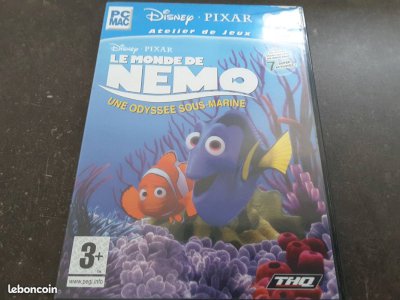 PC
MAC
Disney · PIXAR
Atelier de jeux
Disney PIXAR
LE MONDE DE
NEMO
UNE ODYSSÉE SOUS-MARINE
7
3+
www.pegi.info
THQ
leboncoin